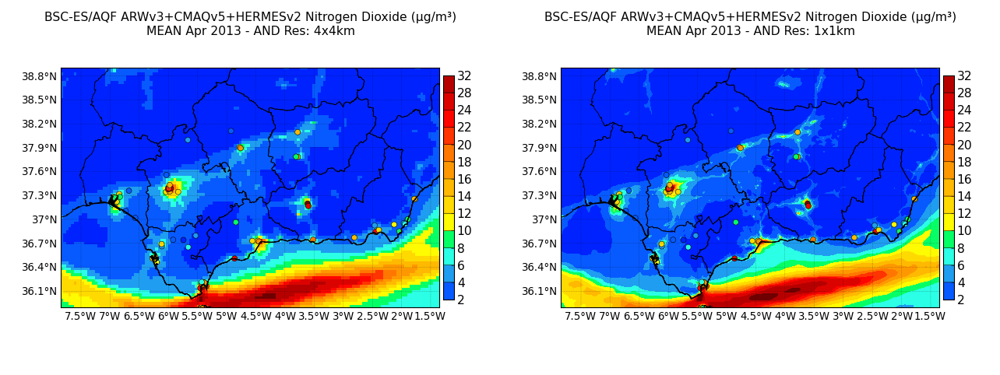 BSC-ES/AQF ARWv3+CMAQv5+HERMESv2 Nitrogen Dioxide (µg/m³)
MEAN Apr 2013 - AND Res: 4x4km
38.8°N
38.5°N
38.2°N
37.9°N
37.6°N
37.3°N
37°N
36.7°N
36.4°N
36.1°N
7.5°W 7°W 6.5°W 6°W 5.5°W 5°W 4.5°W 4°W 3.5°W 3°W 2.5°W 2°W 1.5°W
32
28
24
22
20
18
16
14
12
10
8
6
4
2
BSC-ES/AQF ARWv3+CMAQv5+HERMESv2 Nitrogen Dioxide (µg/m³)
MEAN Apr 2013 - AND Res: 1x1km
38.8°N
38.5°N
38.2°N
37.9°N
37.6°N
37.3°N
37°N
36.7°N
36.4°N
36.1°N
7.5°W 7°W 6.5°W 6°W 5.5°W 5°W 4.5°W 4°W 3.5°W 3°W 2.5°W 2°W 1.5°W
32
28
24
22
20
18
16
14
12
10
8
6
4
2